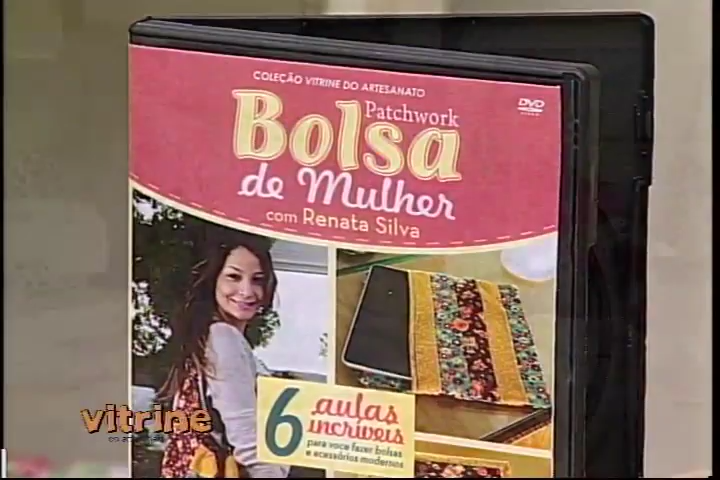 COLEÇÃO VITRINE DO ARTESANATO
DVD
VIDEO
Patchwork
Bolsa
de Mulher
com Renata Silva
6 aulas
incríveis
para você fazer bolsas
e acessórios modernos
vitrine